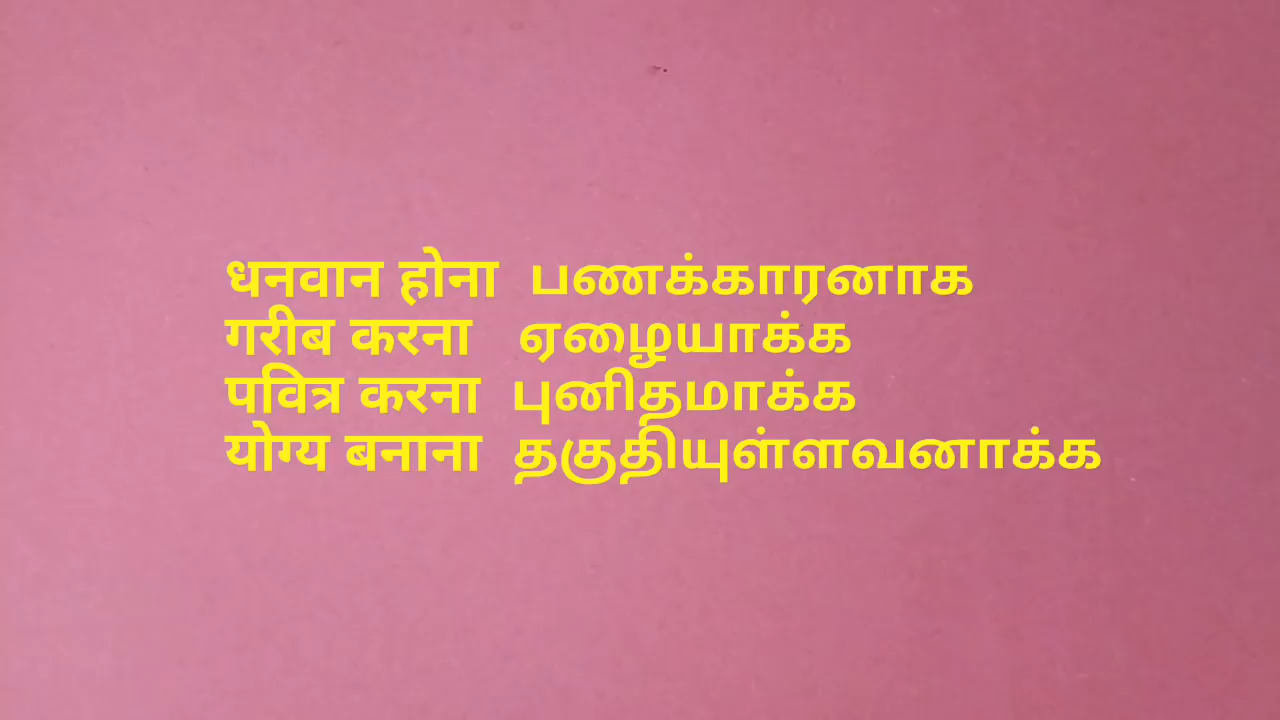 धनवान होना பணக்காரனாக
गरीब करना ஏழையாக்க
पवित्र करना புனிதமாக்க
योग्य बनाना தகுதியுள்ளவனாக்க